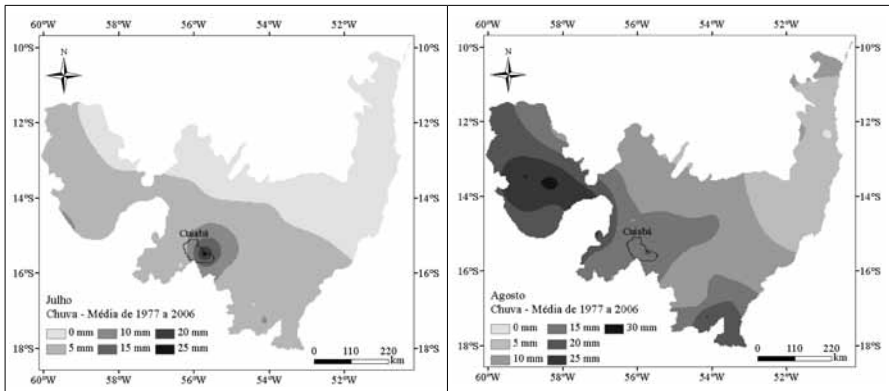 60°W 58°W 56°W 54°W 52°W
10°S
N
12°S
14°S
Cuiabá
16°S
Julho
Chuva - Média de 1977 a 2006
0 mm 10 mm 20 mm
5 mm 15 mm 25 mm
0 110 220
km
18°S
60°W 58°W 56°W 54°W 52°W
10°S
N
12°S
14°S
Cuiabá
16°S
Agosto
Chuva - Média de 1977 a 2006
0 mm 15 mm 30 mm
5 mm 20 mm
10 mm 25 mm
0 110 220
km
18°S